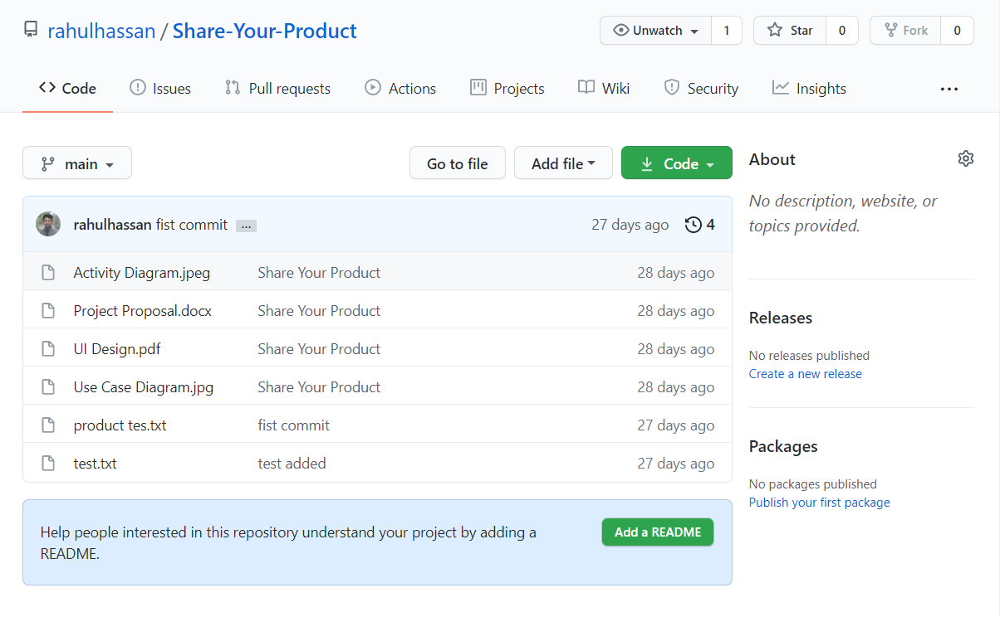 rahulhassan / Share-Your-Product
Unwatch 1 Star 0 Fork 0
Code Issues Pull requests Actions Projects Wiki Security Insights ...
main Go to file Add file Code
rahulhassan fist commit ... 27 days ago 4
Activity Diagram.jpeg Share Your Product 28 days ago
Project Proposal.docx Share Your Product 28 days ago
UI Design.pdf Share Your Product 28 days ago
Use Case Diagram.jpg Share Your Product 28 days ago
product tes.txt fist commit 27 days ago
test.txt test added 27 days ago
Help people interested in this repository understand your project by adding a
README.
Add a README
About
No description, website, or
topics provided.
Releases
No releases published
Create a new release
Packages
No packages published
Publish your first package